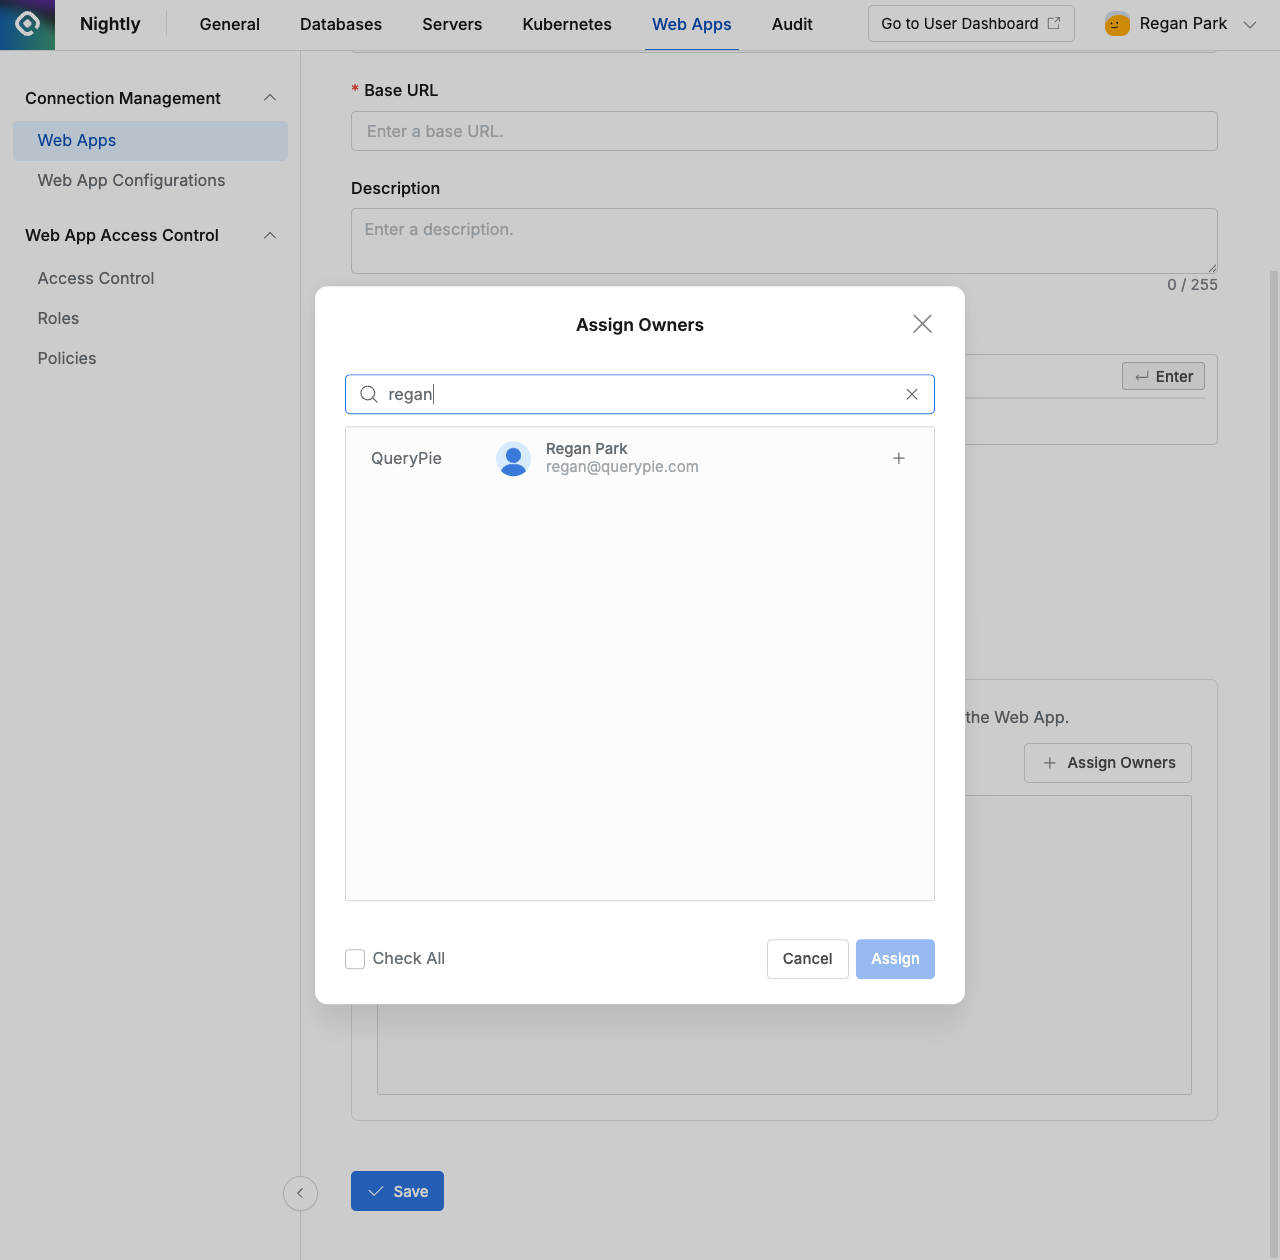 Nightly
General
Databases
Servers
Kubernetes
Web Apps
Audit
Go to User Dashboard
Regan Park
Connection Management
Web Apps
Web App Configurations
Web App Access Control
Access Control
Roles
Policies
* Base URL
Enter a base URL.
Description
Enter a description.
0 / 255
Enter
Assign Owners
regan
QueryPie
Regan Park
regan@querypie.com
Check All
Cancel
Assign
the Web App.
Assign Owners
Save